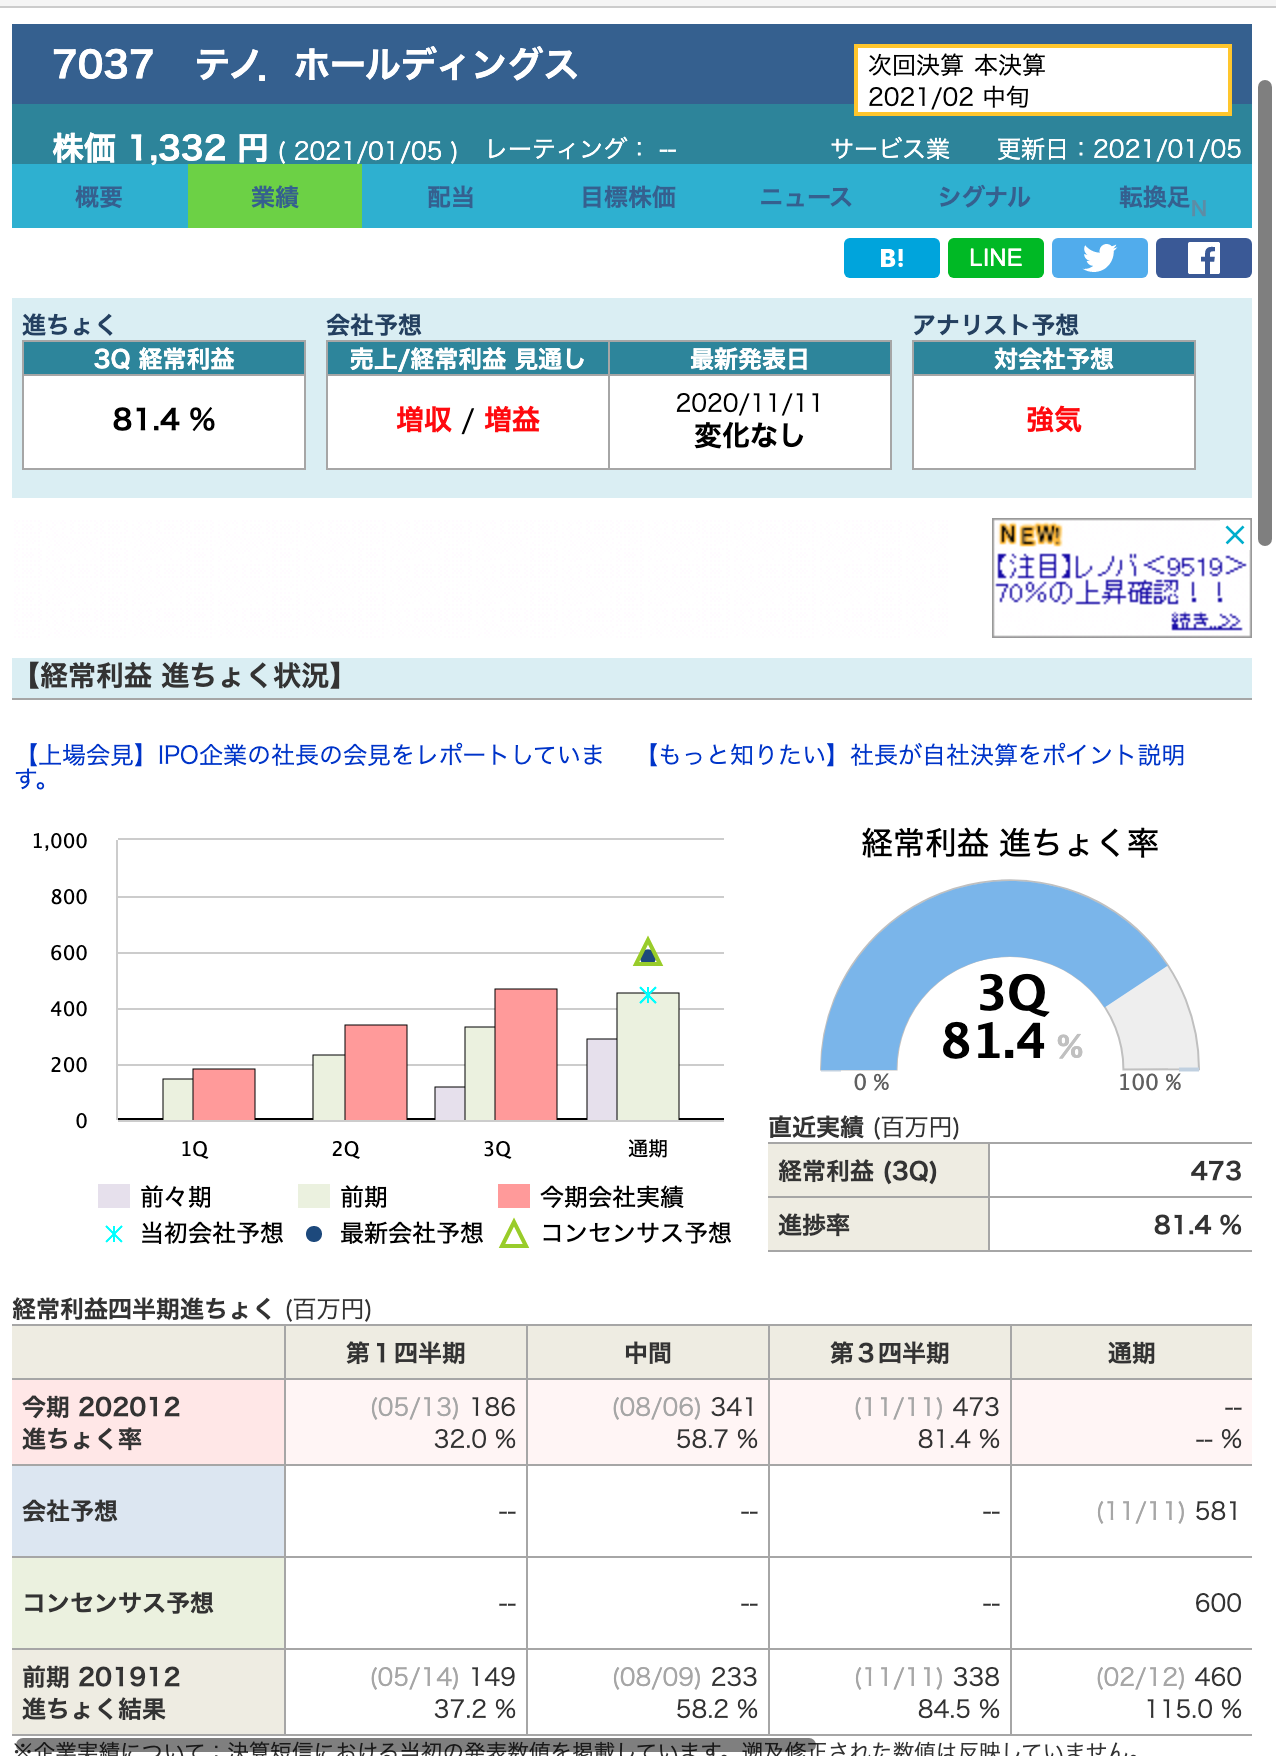 7037　テノ．ホールディングス
次回決算 本決算
2021/02 中旬
株価 1,332 円 ( 2021/01/05 ) レーティング： --
サービス業
更新日：2021/01/05
概要
業績
配当
目標株価
ニュース
シグナル
転換足N
B!
LINE
進ちょく
会社予想
アナリスト予想
3Q 経常利益
売上/経常利益 見通し
最新発表日
対会社予想
81.4 %
増収 / 増益
2020/11/11
変化なし
強気
NEW!
【注目】レノバ<9519>
70%の上昇確認！！
続き..>>
【経常利益 進ちょく状況】
【上場会見】IPO企業の社長の会見をレポートしています。
【もっと知りたい】社長が自社決算をポイント説明
1,000
800
600
400
200
0
1Q
2Q
3Q
通期
前々期
前期
今期会社実績
当初会社予想
最新会社予想
コンセンサス予想
経常利益 進ちょく率
3Q
81.4 %
0 %
100 %
直近実績 (百万円)
経常利益 (3Q) 473
進捗率 81.4 %
経常利益四半期進ちょく (百万円)
第１四半期 中間 第３四半期 通期
今期 202012 (05/13) 186 (08/06) 341 (11/11) 473 --
進ちょく率 32.0 % 58.7 % 81.4 % -- %
会社予想 -- -- -- (11/11) 581
コンセンサス予想 -- -- -- 600
前期 201912 (05/14) 149 (08/09) 233 (11/11) 338 (02/12) 460
進ちょく結果 37.2 % 58.2 % 84.5 % 115.0 %
※企業実績について：決算短信における当初の発表数値を掲載しています。遡及修正された数値は反映していません。